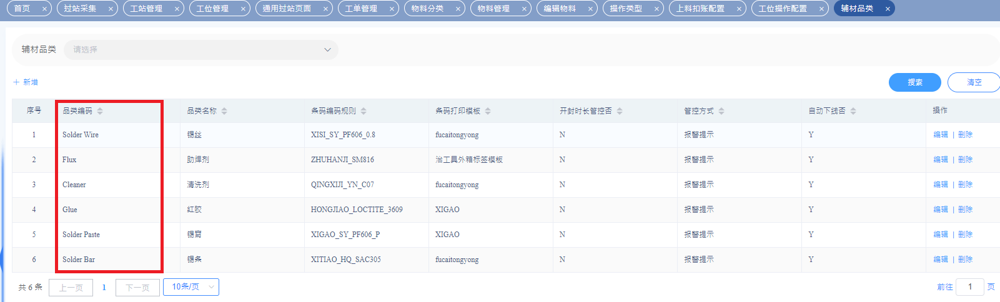 首页 × 过站采集 × 工站管理 × 工位管理 × 通用过站页面 × 工单管理 × 物料分类 × 物料管理 × 编辑物料 × 操作类型 × 上料扣账配置 × 工位操作配置 × 辅材品类 ×
辅材品类 请选择
+ 新增 搜索 清空
序号 品类编码 品类名称 条码编码规则 条码打印模板 开封时长管控否 管控方式 自动下线否 操作
1 Solder Wire 锡丝 XISI_SY_PF606_0.8 fucaitongyong N 报警提示 Y 编辑 | 删除
2 Flux 助焊剂 ZHUHANJI_SM816 治工具外箱标签模板 N 报警提示 Y 编辑 | 删除
3 Cleaner 清洗剂 QINGXIJI_YN_C07 fucaitongyong N 报警提示 Y 编辑 | 删除
4 Glue 红胶 HONGJIAO_LOCTITE_3609 XIGAO N 报警提示 Y 编辑 | 删除
5 Solder Paste 锡膏 XIGAO_SY_PF606_P XIGAO N 报警提示 Y 编辑 | 删除
6 Solder Bar 锡条 XITIAO_HQ_SAC305 fucaitongyong N 报警提示 Y 编辑 | 删除
共 6 条 上一页 1 下一页 10条/页 前往 1 页